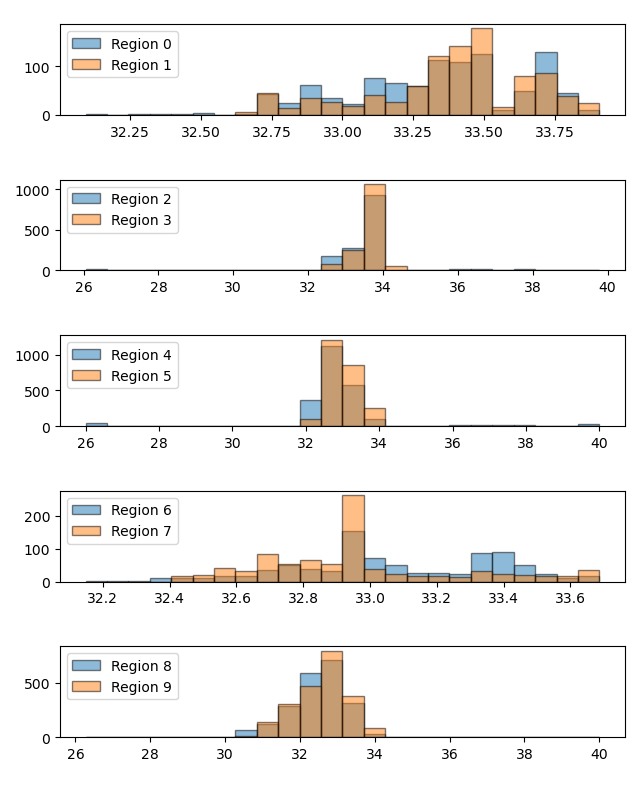 Region 0
Region 1
100
0
32.25 32.50 32.75 33.00 33.25 33.50 33.75
Region 2
Region 3
1000
500
0
26 28 30 32 34 36 38 40
Region 4
Region 5
1000
500
0
26 28 30 32 34 36 38 40
Region 6
Region 7
200
100
0
32.2 32.4 32.6 32.8 33.0 33.2 33.4 33.6
Region 8
Region 9
500
0
26 28 30 32 34 36 38 40